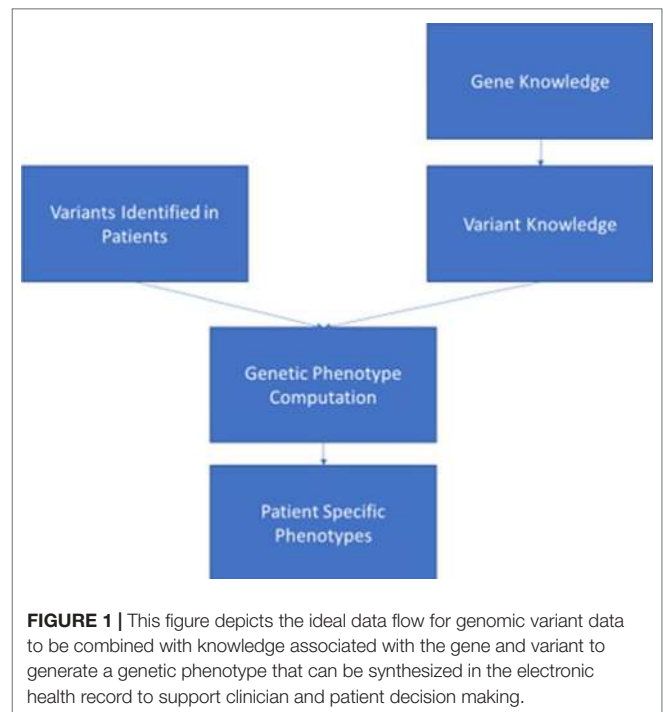 Gene Knowledge
Variants Identified in
Patients
Variant Knowledge
Genetic Phenotype
Computation
Patient Specific
Phenotypes
FIGURE 1 | This figure depicts the ideal data flow for genomic variant data
to be combined with knowledge associated with the gene and variant to
generate a genetic phenotype that can be synthesized in the electronic
health record to support clinician and patient decision making.